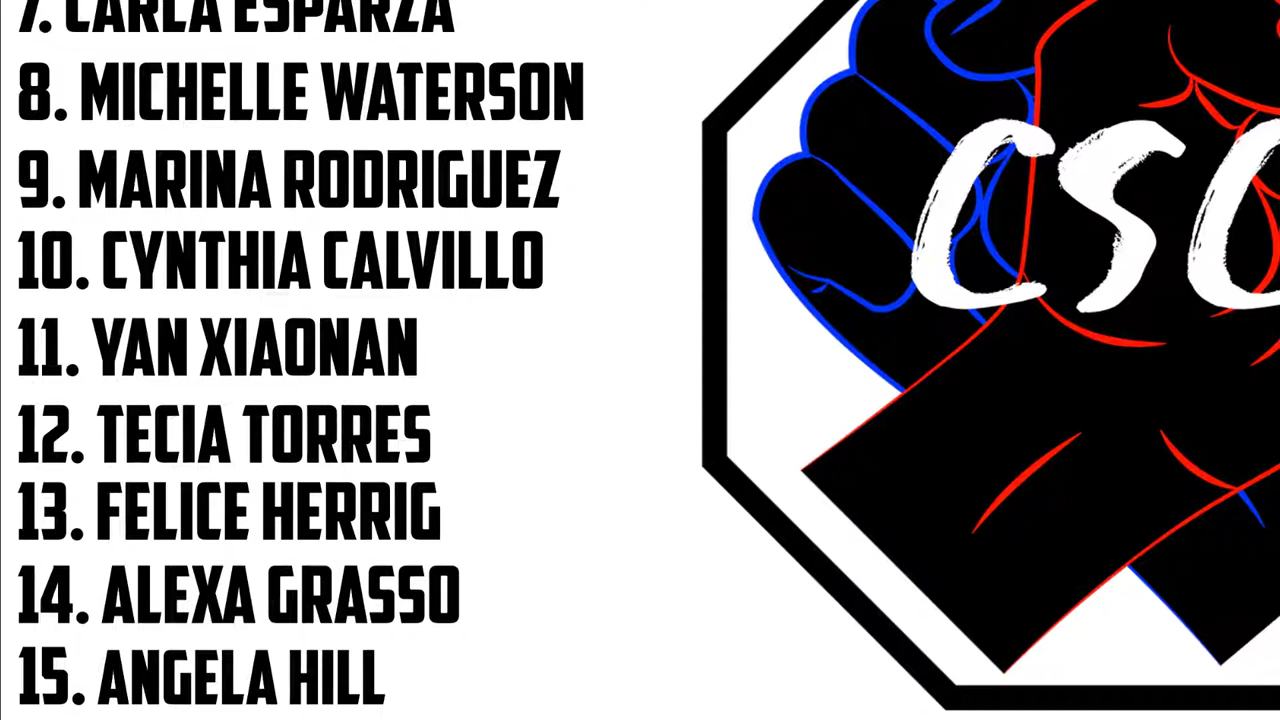 7. CARLA ESPARZA
8. MICHELLE WATERSON
9. MARINA RODRIGUEZ
10. CYNTHIA CALVILLO
11. YAN XIAONAN
12. TECIA TORRES
13. FELICE HERRIG
14. ALEXA GRASSO
15. ANGELA HILL
CSC